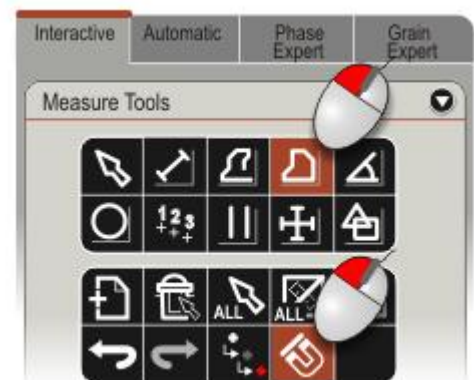 Interactive Automatic Phase Expert Grain Expert
Measure Tools
1 2 3
ALL ALL